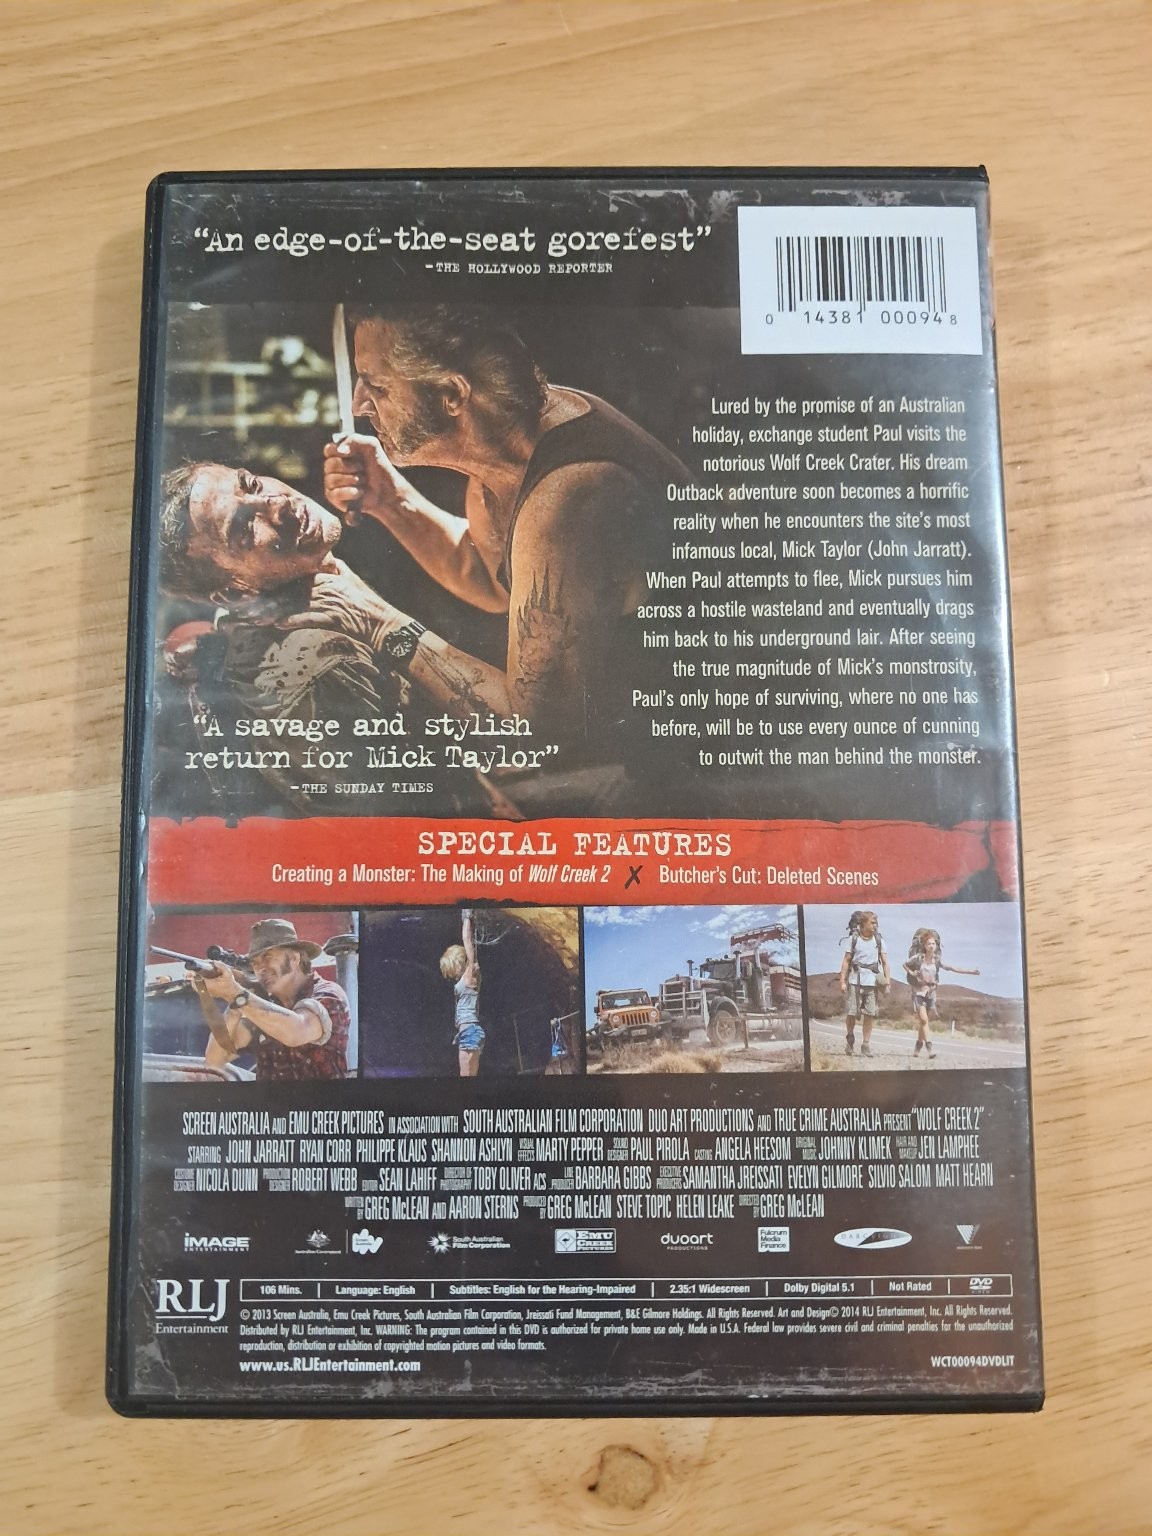 “An edge-of-the-seat gorefest”
-THE HOLLYWOOD REPORTER
0 14381 00094 8
Lured by the promise of an Australian
holiday, exchange student Paul visits the
notorious Wolf Creek Crater. His dream
Outback adventure soon becomes a horrific
reality when he encounters the site's most
infamous local, Mick Taylor (John Jarratt).
When Paul attempts to flee, Mick pursues him
across a hostile wasteland and eventually drags
him back to his underground lair. After seeing
the true magnitude of Mick's monstrosity,
Paul's only hope of surviving, where no one has
before, will be to use every ounce of cunning
to outwit the man behind the monster.
“A savage and stylish
return for Mick Taylor”
-THE SUNDAY TIMES
SPECIAL FEATURES
Creating a Monster: The Making of Wolf Creek 2 X Butcher's Cut: Deleted Scenes
SCREEN AUSTRALIA AND EMU CREEK PICTURES IN ASSOCIATION WITH SOUTH AUSTRALIAN FILM CORPORATION DUO ART PRODUCTIONS AND TRUE CRIME AUSTRALIA PRESENT "WOLF CREEK 2"
STARRING JOHN JARRATT RYAN CORR PHILIPPE KLAUS SHANNON ASHLYN VISUAL EFFECTS MARTY PEPPER SOUND DESIGNER PAUL PIROLA CASTING ANGELA HEESOM ORIGINAL MUSIC JOHNNY KLIMEK HAIR AND MAKEUP JEN LAMPHEE
COSTUME DESIGNER NICOLA DUNN PRODUCTION DESIGNER ROBERT WEBB EDITOR SEAN LAHIFF DIRECTOR OF PHOTOGRAPHY TOBY OLIVER ACS LINE PRODUCER BARBARA GIBBS EXECUTIVE PRODUCERS SAMANTHA JREISSATI EVELYN GILMORE SILVIO SALOM MATT HEARN
WRITTEN BY GREG McLEAN AND AARON STERNS PRODUCED BY GREG McLEAN STEVE TOPIC HELEN LEAKE DIRECTED BY GREG McLEAN
iMAGE ENTERTAINMENT Australian Government South Australian Film Corporation EMU CREEK PICTURES duoart PRODUCTIONS Fulcrum Media Finance
RLJ Entertainment
106 Mins. | Language: English | Subtitles: English for the Hearing-Impaired | 2.35:1 Widescreen | Dolby Digital 5.1 | Not Rated | DVD VIDEO
© 2013 Screen Australia, Emu Creek Pictures, South Australian Film Corporation, Jreissati Fund Management, B&E Gilmore Holdings. All Rights Reserved. Art and Design© 2014 RLJ Entertainment, Inc. All Rights Reserved.
Distributed by RLJ Entertainment, Inc. WARNING: The program contained in this DVD is authorized for private home use only. Made in U.S.A. Federal law provides severe civil and criminal penalties for the unauthorized
reproduction, distribution or exhibition of copyrighted motion pictures and video formats.
www.us.RLJEntertainment.com
WCT00094DVDLIT